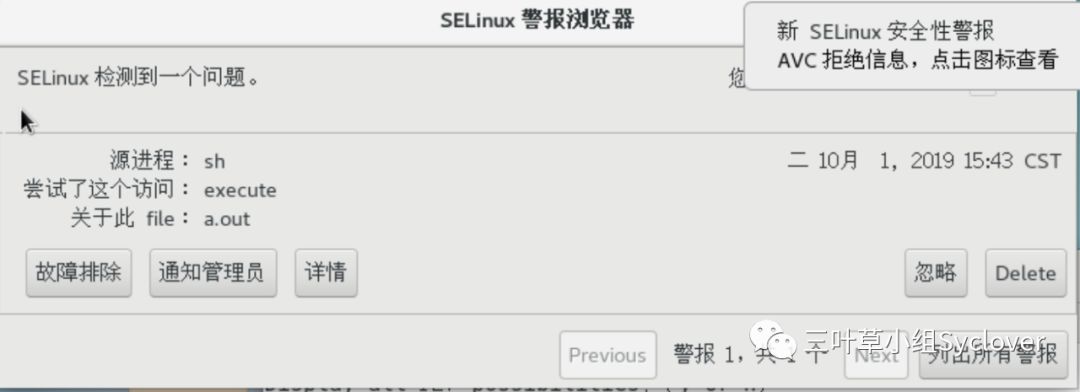 SELinux 警报浏览器
新 SELinux 安全性警报
AVC 拒绝信息，点击图标查看
SELinux 检测到一个问题。
您
源进程： sh
二 10月 1, 2019 15:43 CST
尝试了这个访问： execute
关于此 file： a.out
故障排除 通知管理员 详情 忽略 Delete
Previous 警报 1，共 1 个 Next 列出所有警报
三叶草小组Syclover